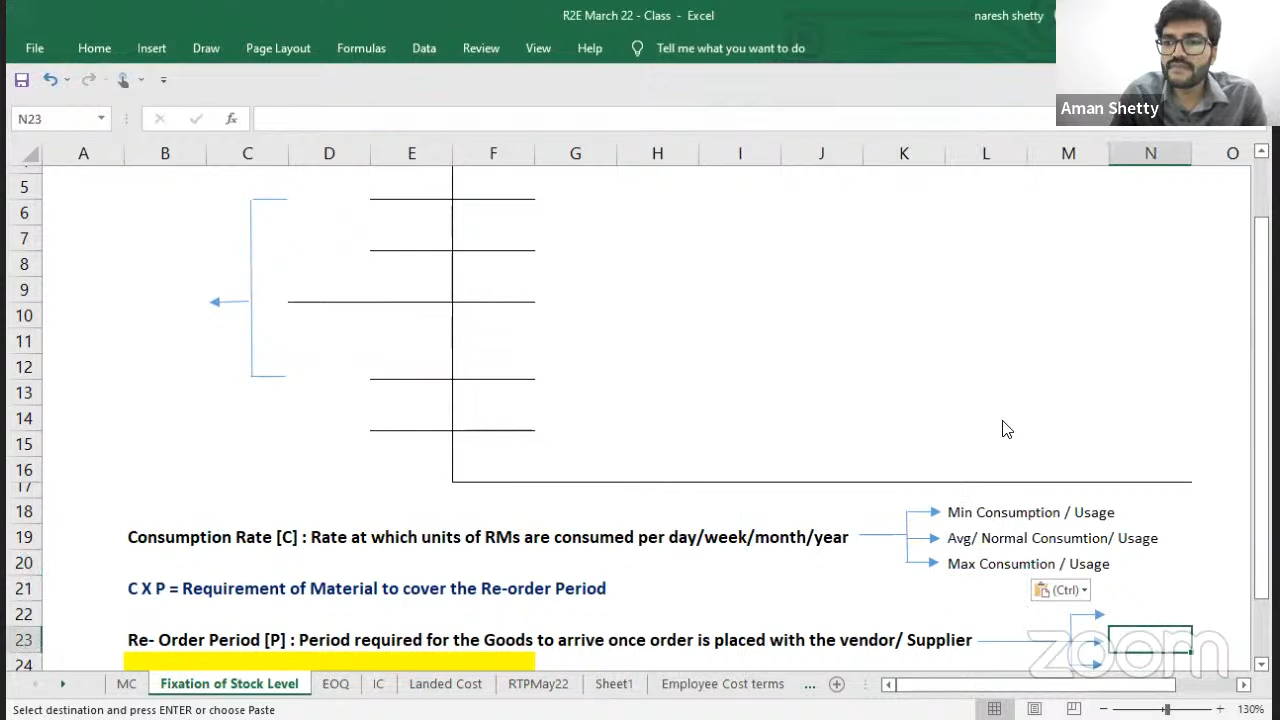 R2E March 22 - Class - Excel
naresh shetty
File Home Insert Draw Page Layout Formulas Data Review View Help Tell me what you want to do
Aman Shetty
N23
fx
A B C D E F G H I J K L M N O
5
6
7
8
9
10
11
12
13
14
15
16
17
18 Min Consumption / Usage
19 Consumption Rate [C] : Rate at which units of RMs are consumed per day/week/month/year Avg/ Normal Consumtion/ Usage
20 Max Consumtion / Usage
21 C X P = Requirement of Material to cover the Re-order Period
(Ctrl)
22
23 Re- Order Period [P] : Period required for the Goods to arrive once order is placed with the vendor/ Supplier
24
zoom
MC Fixation of Stock Level EOQ IC Landed Cost RTPMay22 Sheet1 Employee Cost terms ...
Select destination and press ENTER or choose Paste
130%